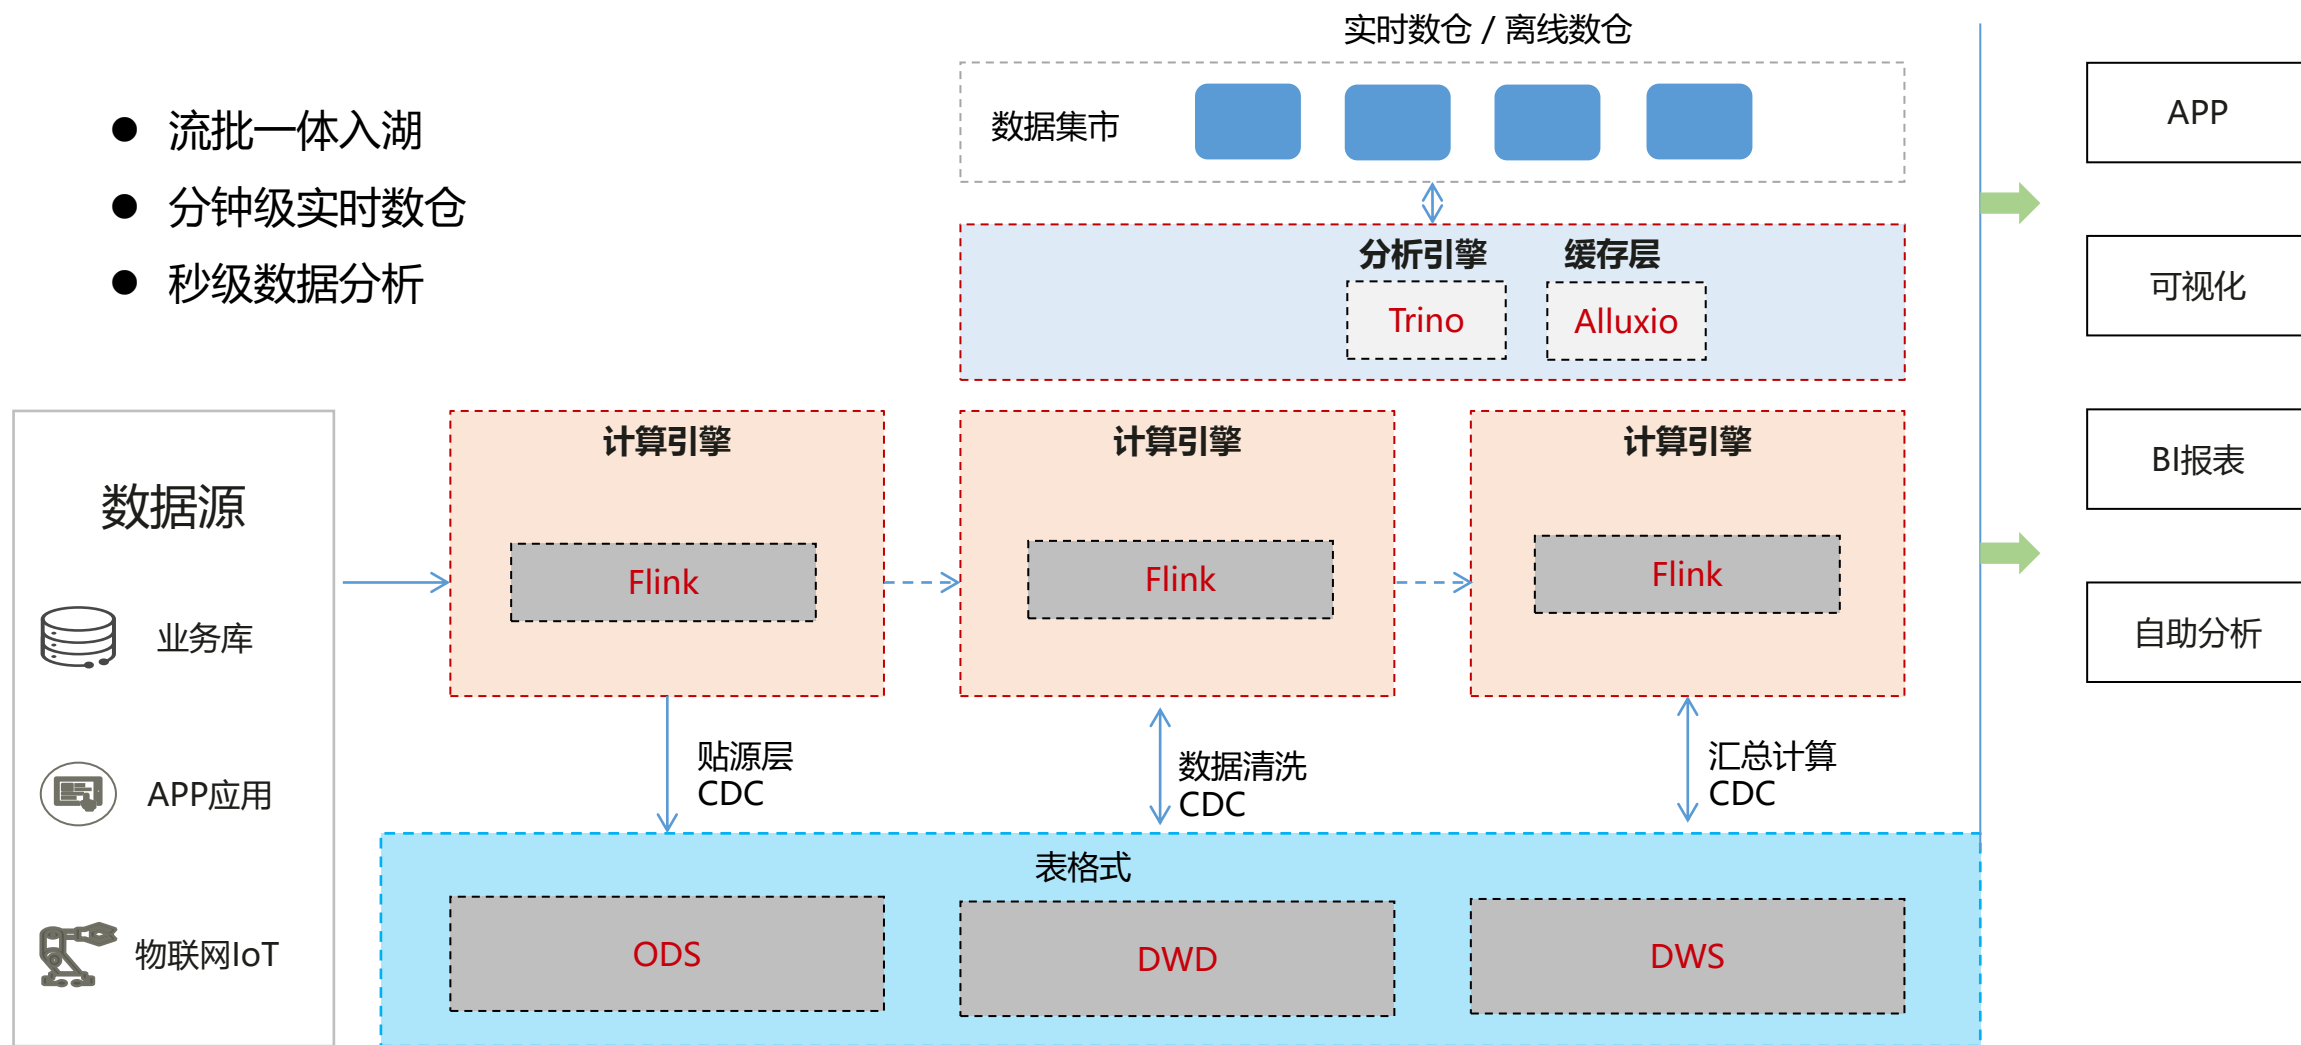 实时数仓 / 离线数仓
流批一体入湖
分钟级实时数仓
秒级数据分析
数据集市
分析引擎
缓存层
Trino
Alluxio
APP
可视化
BI报表
自助分析
数据源
业务库
APP应用
物联网IoT
计算引擎
计算引擎
计算引擎
Flink
Flink
Flink
贴源层
CDC
数据清洗
CDC
汇总计算
CDC
表格式
ODS
DWD
DWS